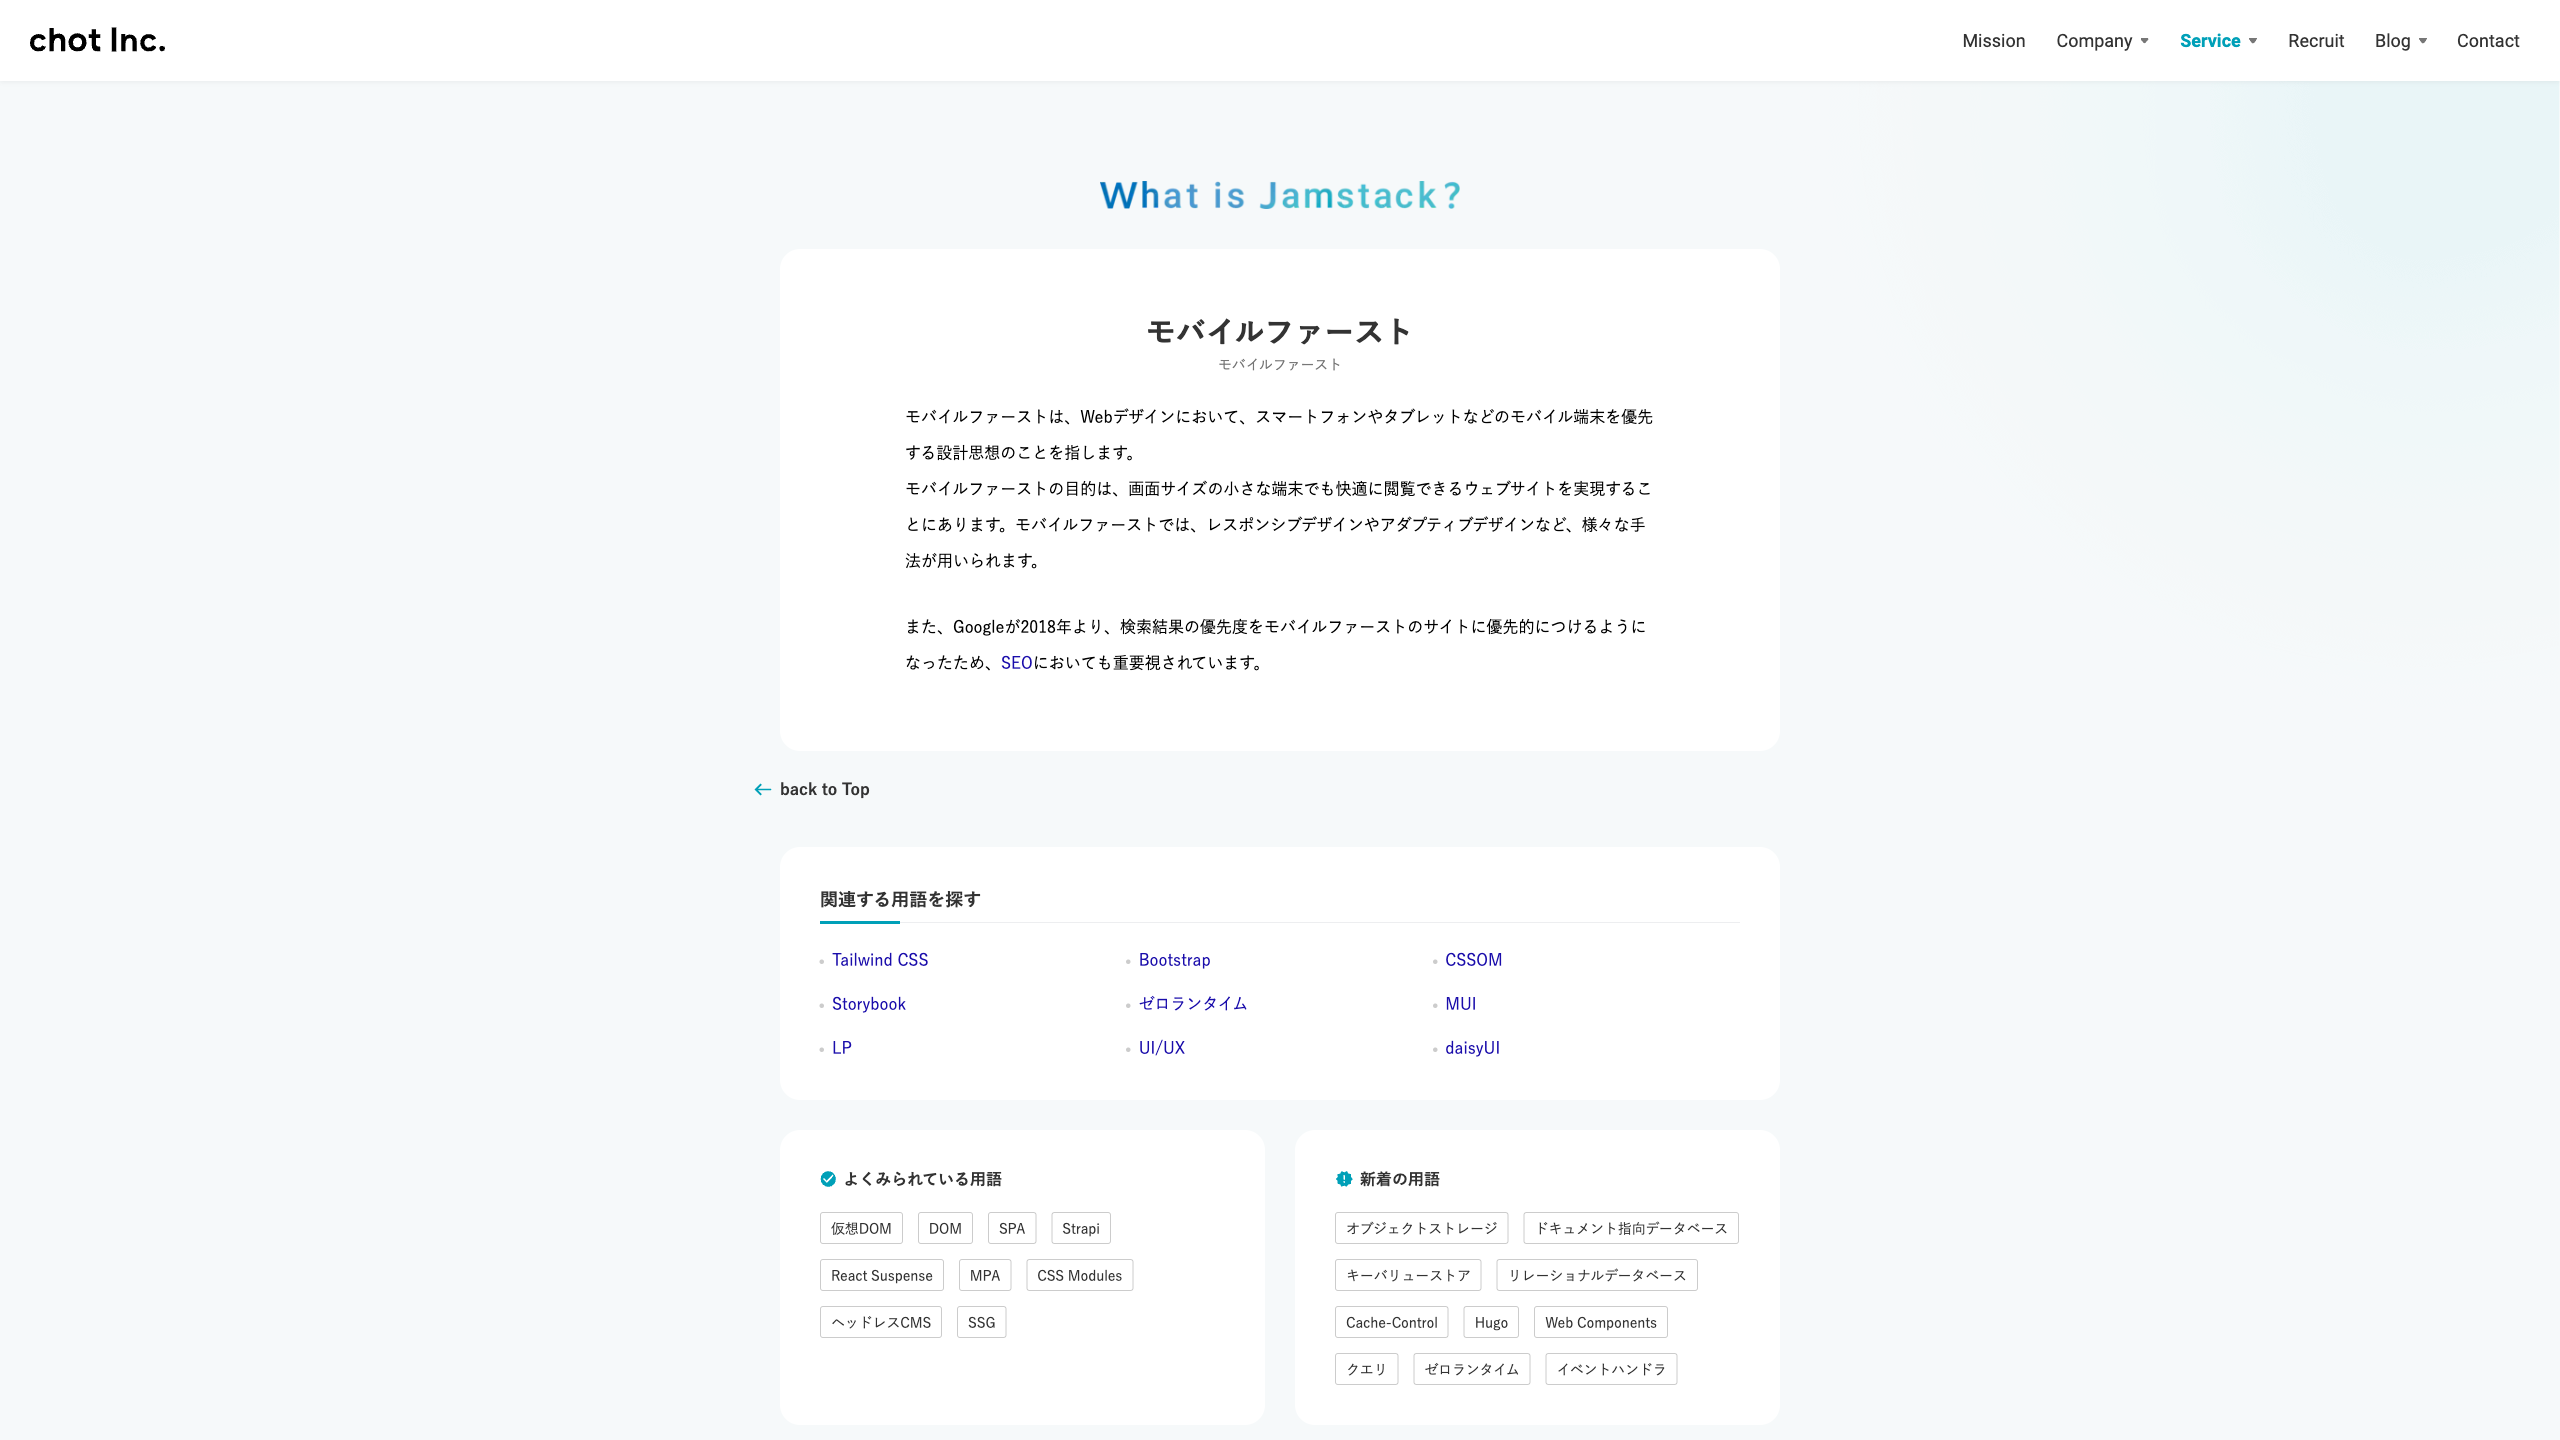 chot Inc.
Mission Company Service Recruit Blog Contact
What is Jamstack?
モバイルファースト
モバイルファースト
モバイルファーストは、Webデザインにおいて、スマートフォンやタブレットなどのモバイル端末を優先
する設計思想のことを指します。
モバイルファーストの目的は、画面サイズの小さな端末でも快適に閲覧できるウェブサイトを実現するこ
とにあります。モバイルファーストでは、レスポンシブデザインやアダプティブデザインなど、様々な手
法が用いられます。
また、Googleが2018年より、検索結果の優先度をモバイルファーストのサイトに優先的につけるように
なったため、SEOにおいても重要視されています。
back to Top
関連する用語を探す
Tailwind CSS Bootstrap CSSOM
Storybook ゼロランタイム MUI
LP UI/UX daisyUI
よくみられている用語
仮想DOM DOM SPA Strapi
React Suspense MPA CSS Modules
ヘッドレスCMS SSG
新着の用語
オブジェクトストレージ ドキュメント指向データベース
キーバリューストア リレーショナルデータベース
Cache-Control Hugo Web Components
クエリ ゼロランタイム イベントハンドラ